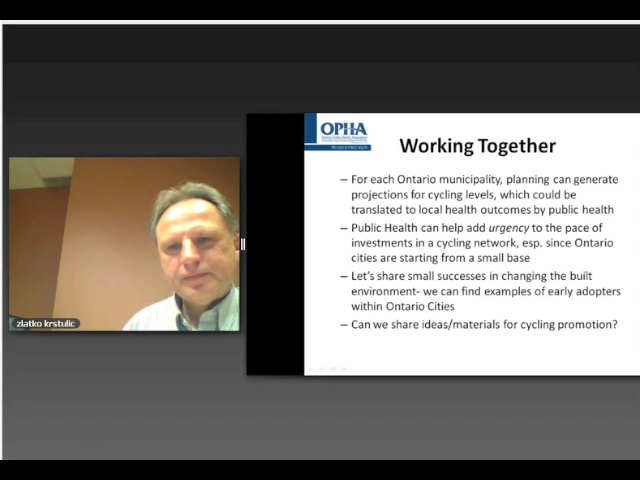 OPHA
Working Together
– For each Ontario municipality, planning can generate
projections for cycling levels, which could be
translated to local health outcomes by public health
– Public Health can help add urgency to the pace of
investments in a cycling network, esp. since Ontario
cities are starting from a small base
– Let's share small successes in changing the built
environment- we can find examples of early adopters
within Ontario Cities
– Can we share ideas/materials for cycling promotion?
zlatko krstulic